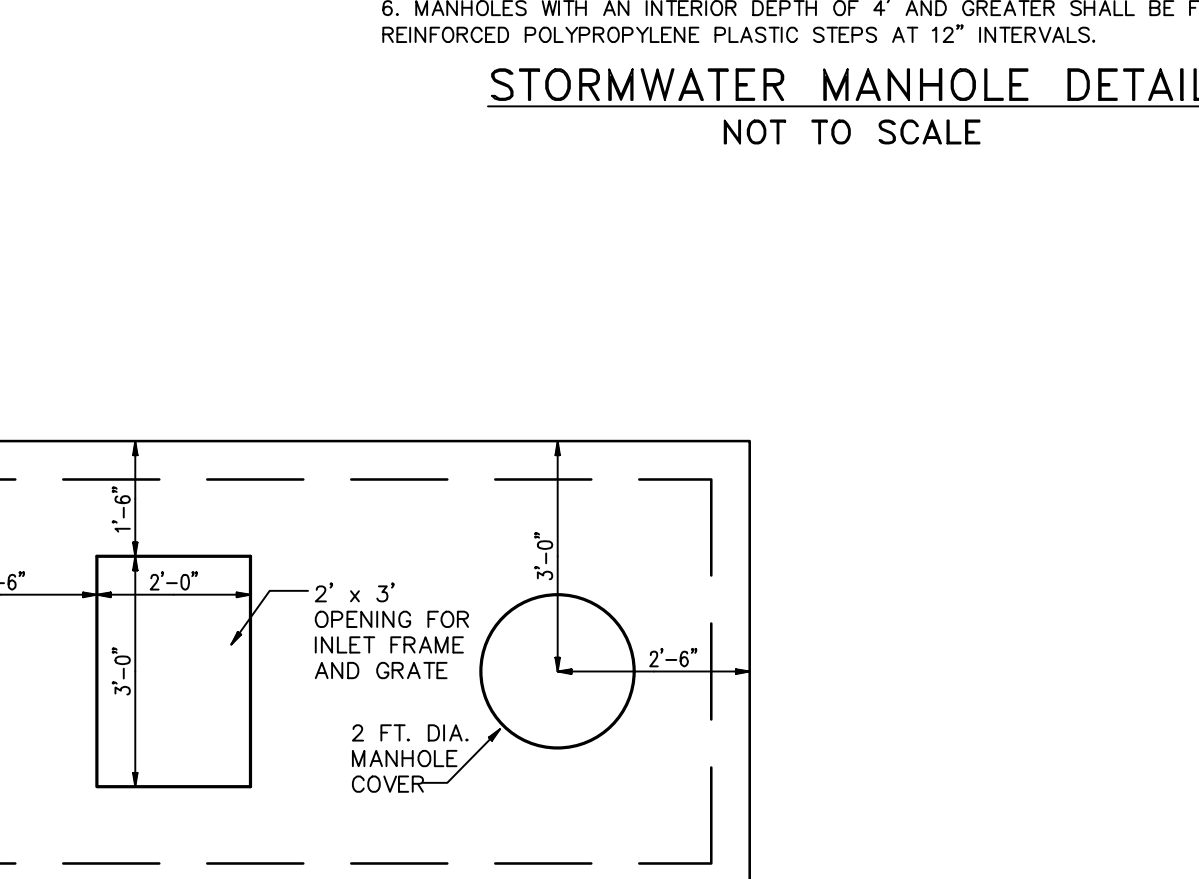 6. MANHOLES WITH AN INTERIOR DEPTH OF 4' AND GREATER SHALL BE F
REINFORCED POLYPROPYLENE PLASTIC STEPS AT 12" INTERVALS.
STORMWATER MANHOLE DETAIL
NOT TO SCALE
1'-6"
3'-0"
-6"
2'-0"
2' x 3'
OPENING FOR
INLET FRAME
AND GRATE
3'-0"
2'-6"
2 FT. DIA.
MANHOLE
COVER